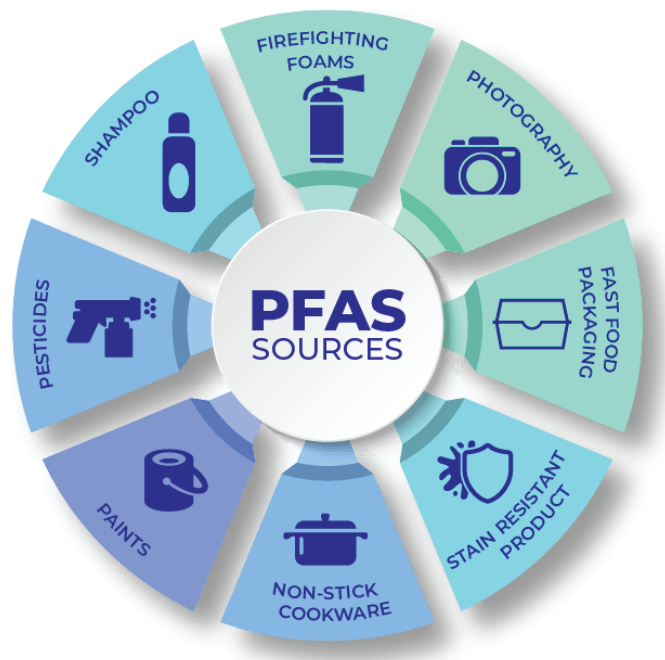 PFAS
SOURCES
FIREFIGHTING
FOAMS
PHOTOGRAPHY
FAST FOOD
PACKAGING
STAIN RESISTANT
PRODUCT
NON-STICK
COOKWARE
PAINTS
PESTICIDES
SHAMPOO